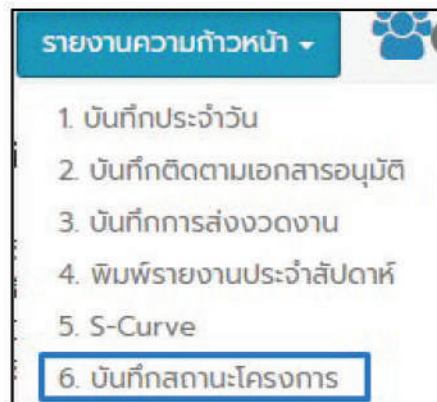 รายงานความก้าวหน้า
1. บันทึกประจำวัน
2. บันทึกติดตามเอกสารอนุมัติ
3. บันทึกการส่งงวดงาน
4. พิมพ์รายงานประจำสัปดาห์
5. S-Curve
6. บันทึกสถานะโครงการ